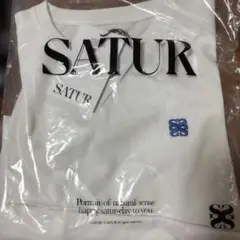 SATUR
SATUR
Portrait of natural sense
happy satur-day to you.